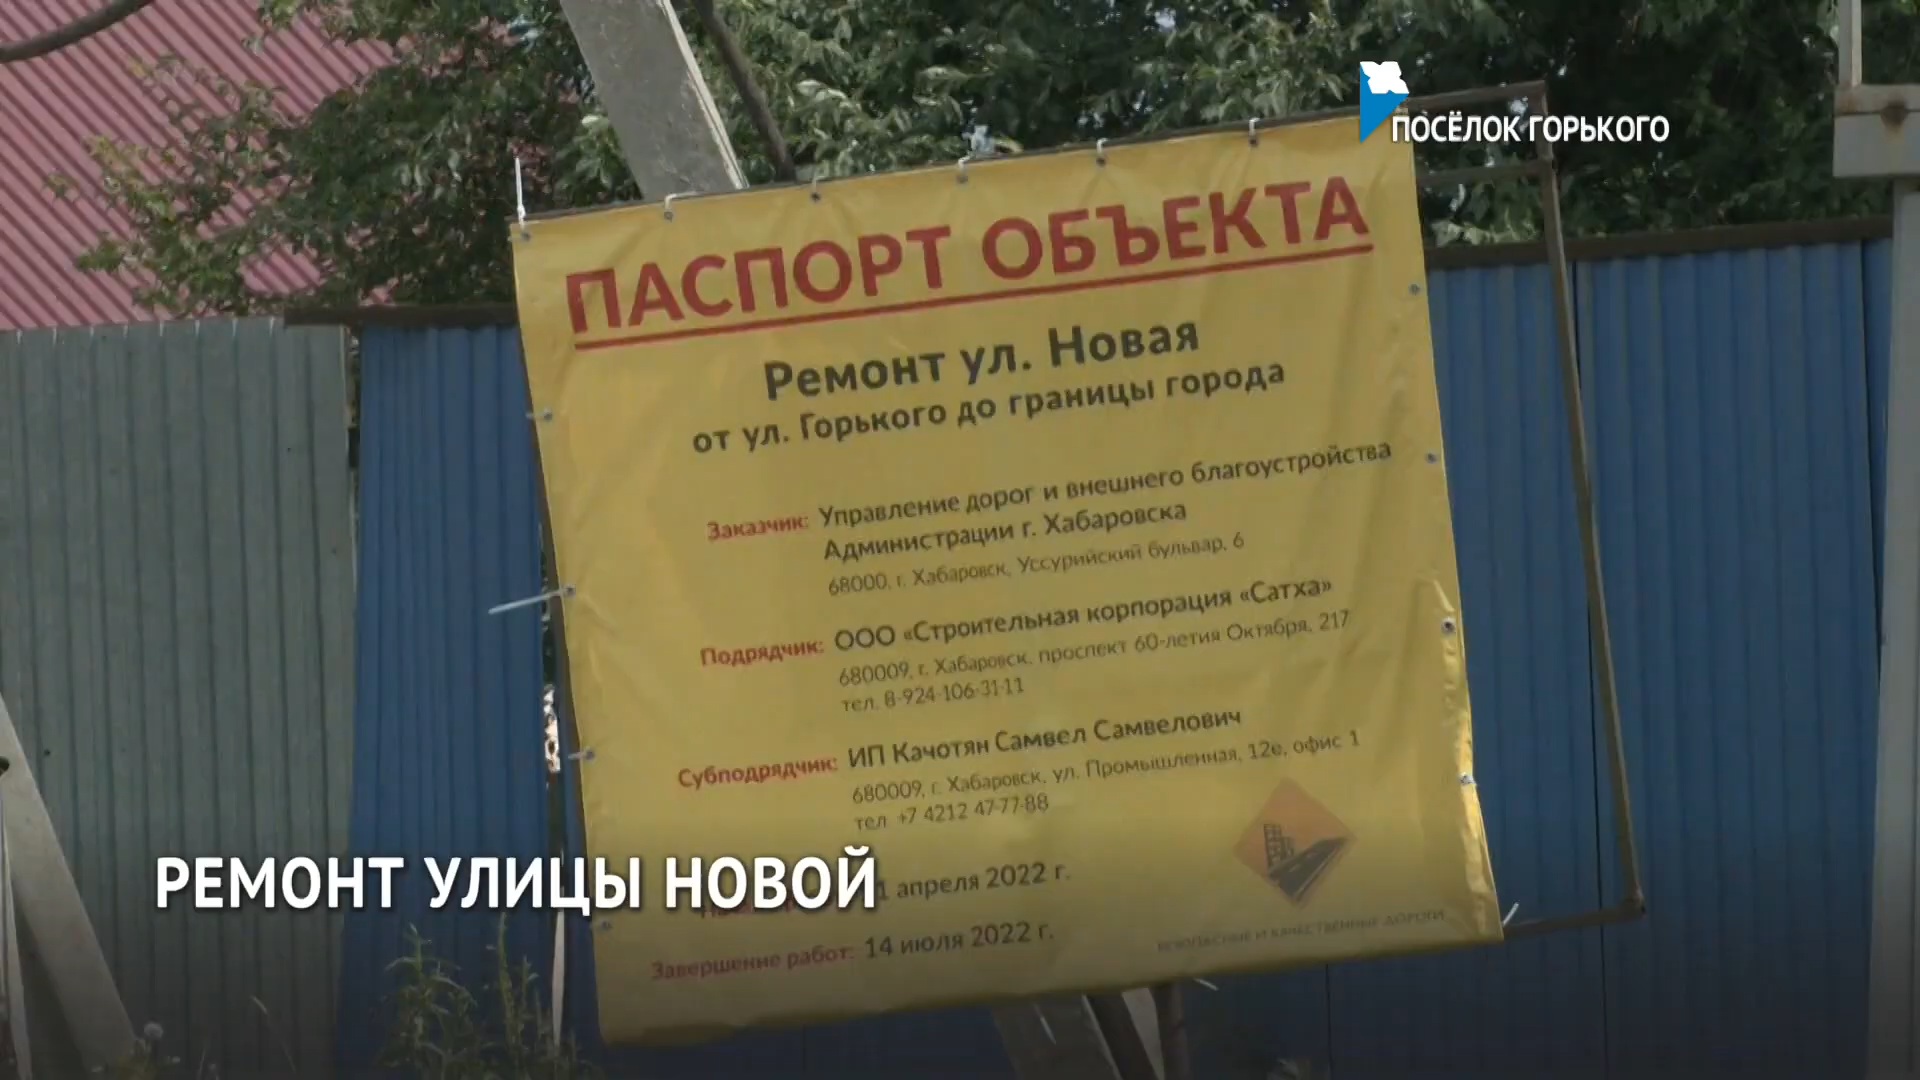 ПОСЁЛОК ГОРЬКОГО
ПАСПОРТ ОБЪЕКТА
Ремонт ул. Новая
от ул. Горького до границы города
Заказчик: Управление дорог и внешнего благоустройства
Администрации г. Хабаровска
68000, г. Хабаровск, Уссурийский бульвар, 6
Подрядчик: ООО «Строительная корпорация «Сатха»
680009, г. Хабаровск, проспект 60-летия Октября, 217
тел. 8-924-106-31-11
Субподрядчик: ИП Качотян Самвел Самвелович
680009, г. Хабаровск, ул. Промышленная, 12е, офис 1
тел. +7 4212 47-77-88
РЕМОНТ УЛИЦЫ НОВОЙ
апреля 2022 г.
Завершение работ: 14 июля 2022 г.
БЕЗОПАСНЫЕ И КАЧЕСТВЕННЫЕ ДОРОГИ